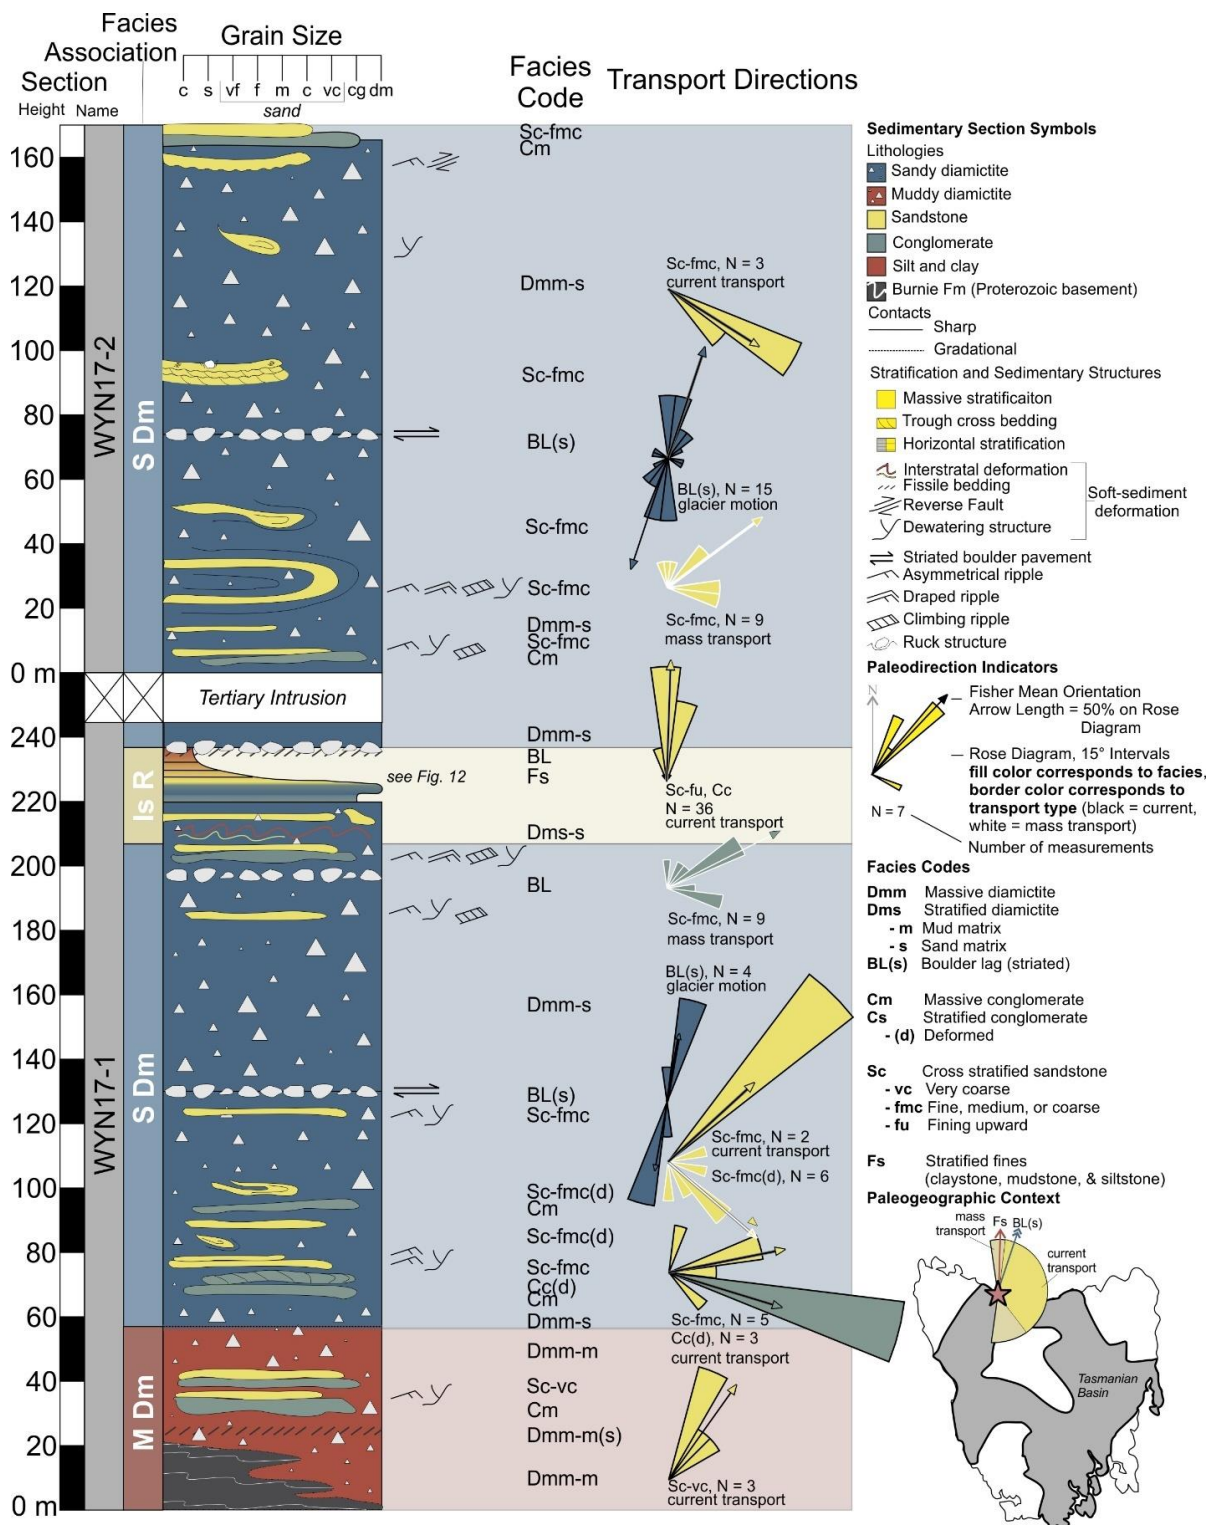 Facies
Association
Grain Size
Section
Height Name
c s vf f m c vc cg dm
sand
Facies
Code
Transport Directions
160
140
120
100
80
60
40
20
0 m
240
220
200
180
160
140
120
100
80
60
40
20
0 m
WYN17-2
WYN17-1
S Dm
Is R
S Dm
M Dm
Tertiary Intrusion
see Fig. 12
Sc-fmc
Cm
Dmm-s
Sc-fmc
BL(s)
Sc-fmc
Sc-fmc
Dmm-s
Sc-fmc
Cm
Dmm-s
BL
Fs
Dms-s
BL
Dmm-s
BL(s)
Sc-fmc
Sc-fmc(d)
Cm
Sc-fmc(d)
Sc-fmc
Cc(d)
Cm
Dmm-s
Dmm-m
Sc-vc
Cm
Dmm-m(s)
Dmm-m
Sc-fmc, N = 3
current transport
BL(s), N = 15
glacier motion
Sc-fmc, N = 9
mass transport
Sc-fu, Cc
N = 36
current transport
Sc-fmc, N = 9
mass transport
BL(s), N = 4
glacier motion
Sc-fmc, N = 2
current transport
Sc-fmc(d), N = 6
Sc-fmc, N = 5
Cc(d), N = 3
current transport
Sc-vc, N = 3
current transport
Sedimentary Section Symbols
Lithologies
Sandy diamictite
Muddy diamictite
Sandstone
Conglomerate
Silt and clay
Burnie Fm (Proterozoic basement)
Contacts
Sharp
Gradational
Stratification and Sedimentary Structures
Massive stratificaiton
Trough cross bedding
Horizontal stratification
Interstratal deformation
Fissile bedding
Reverse Fault
Dewatering structure
Soft-sediment
deformation
Striated boulder pavement
Asymmetrical ripple
Draped ripple
Climbing ripple
Ruck structure
Paleodirection Indicators
N
Fisher Mean Orientation
Arrow Length = 50% on Rose
Diagram
Rose Diagram, 15° Intervals
fill color corresponds to facies,
border color corresponds to
transport type (black = current,
white = mass transport)
N = 7
Number of measurements
Facies Codes
Dmm Massive diamictite
Dms Stratified diamictite
- m Mud matrix
- s Sand matrix
BL(s) Boulder lag (striated)
Cm Massive conglomerate
Cs Stratified conglomerate
- (d) Deformed
Sc Cross stratified sandstone
- vc Very coarse
- fmc Fine, medium, or coarse
- fu Fining upward
Fs Stratified fines
(claystone, mudstone, & siltstone)
Paleogeographic Context
mass
transport
Fs
BL(s)
current
transport
Tasmanian
Basin